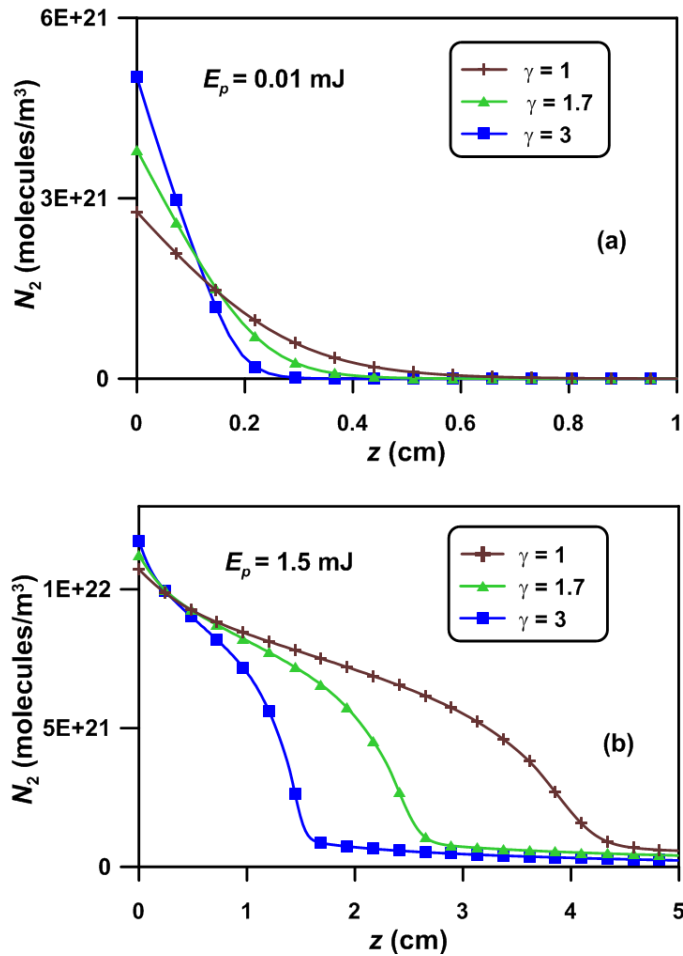 6E+21
E_p = 0.01 mJ
γ = 1
γ = 1.7
γ = 3
N₂ (molecules/m³)
3E+21
(a)
0
0 0.2 0.4 0.6 0.8 1
z (cm)
E_p = 1.5 mJ
γ = 1
γ = 1.7
γ = 3
1E+22
N₂ (molecules/m³)
5E+21
(b)
0
0 1 2 3 4 5
z (cm)